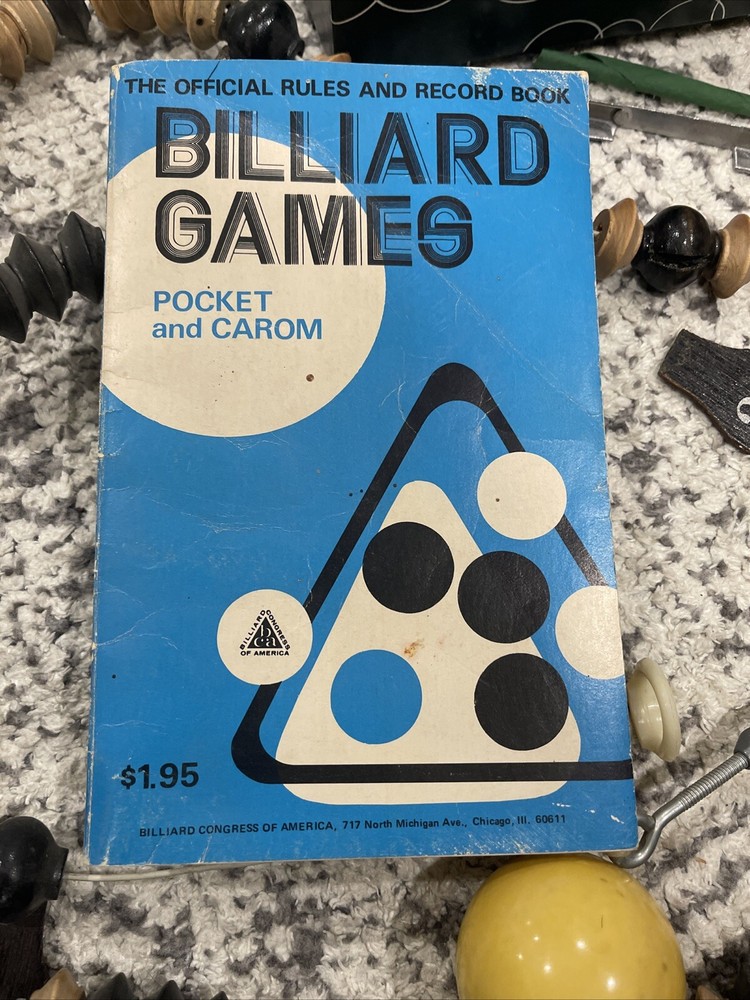 THE OFFICIAL RULES AND RECORD BOOK
BILLIARD
GAMES
POCKET
and CAROM
BILLIARD CONGRESS
bca
OF AMERICA
$1.95
BILLIARD CONGRESS OF AMERICA, 717 North Michigan Ave., Chicago, Ill. 60611